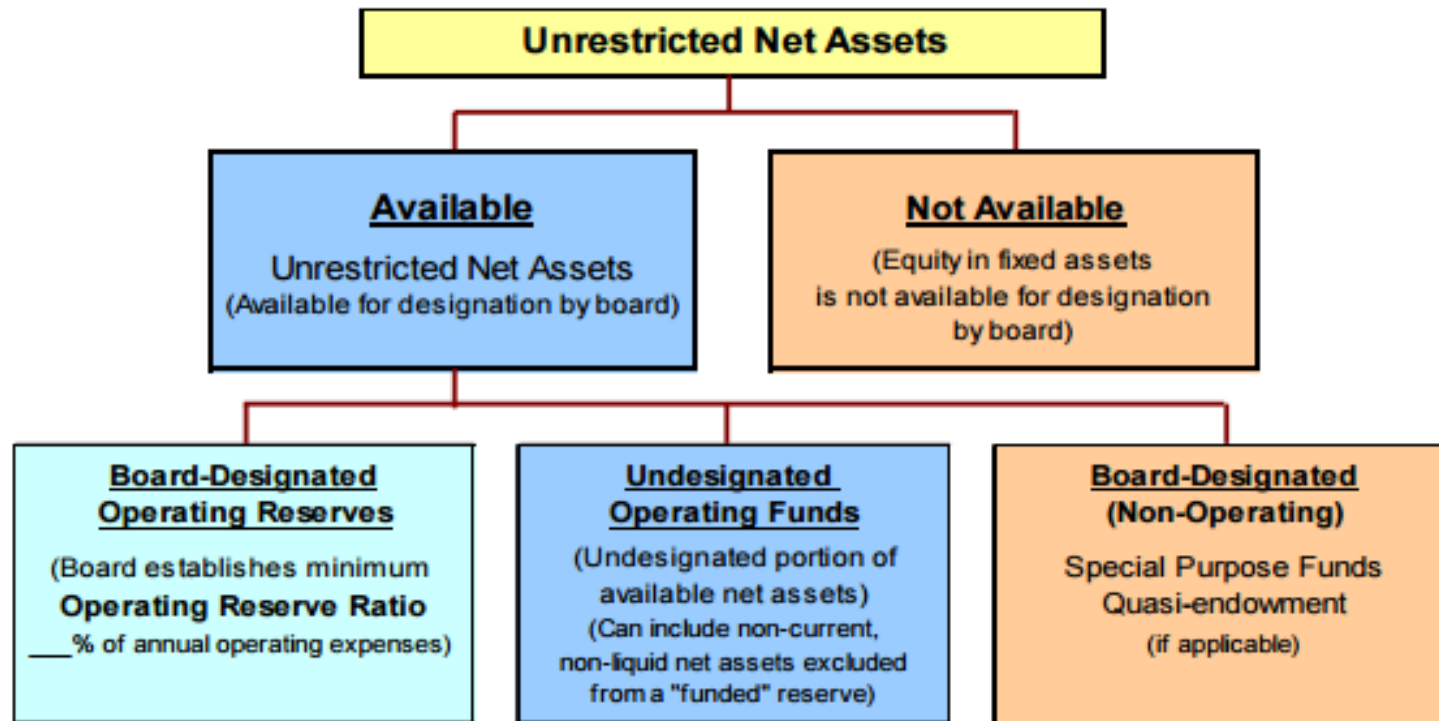 Unrestricted Net Assets
Available
Unrestricted Net Assets
(Available for designation by board)
Not Available
(Equity in fixed assets
is not available for designation
by board)
Board-Designated
Operating Reserves
(Board establishes minimum
Operating Reserve Ratio
___% of annual operating expenses)
Undesignated
Operating Funds
(Undesignated portion of
available net assets)
(Can include non-current,
non-liquid net assets excluded
from a "funded" reserve)
Board-Designated
(Non-Operating)
Special Purpose Funds
Quasi-endowment
(if applicable)